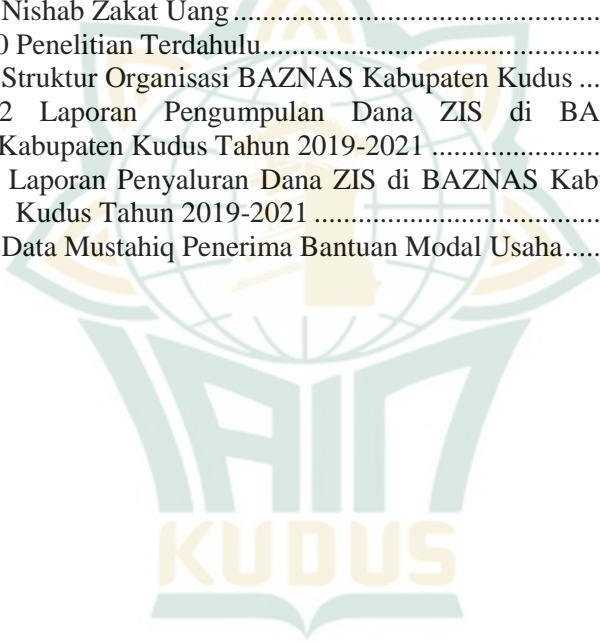 Nishab Zakat Uang.............................................
0 Penelitian Terdahulu..........................................
Struktur Organisasi BAZNAS Kabupaten Kudus ...
2 Laporan Pengumpulan Dana ZIS di BA
Kabupaten Kudus Tahun 2019-2021 ......................
Laporan Penyaluran Dana ZIS di BAZNAS Kab
Kudus Tahun 2019-2021 .....................................
Data Mustahiq Penerima Bantuan Modal Usaha.....
IAIN
KUDUS